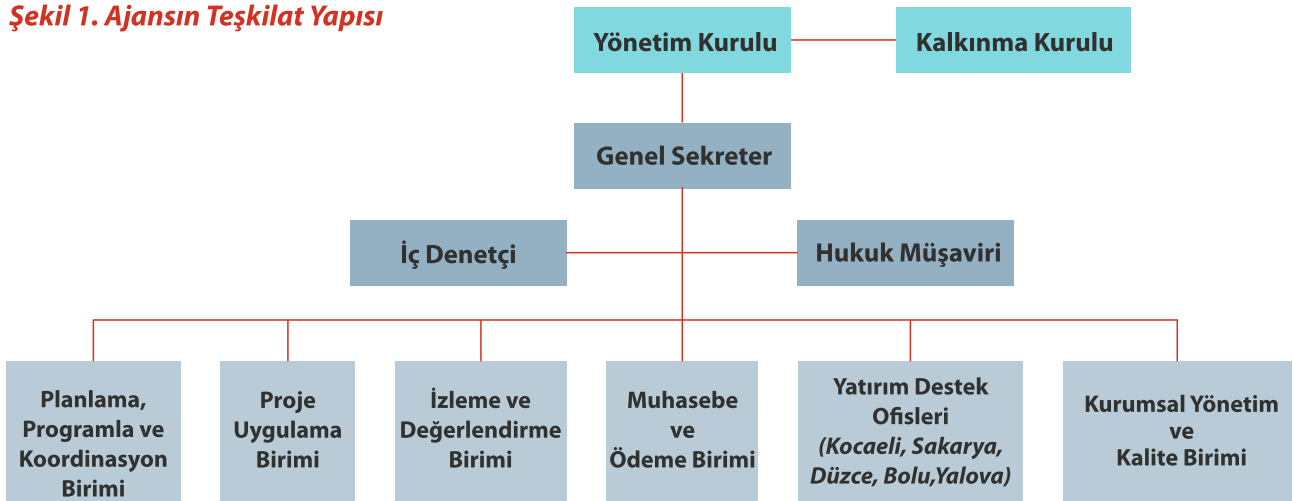 Şekil 1. Ajansın Teşkilat Yapısı
Yönetim Kurulu
Kalkınma Kurulu
Genel Sekreter
İç Denetçi
Hukuk Müşaviri
Planlama,
Programla ve
Koordinasyon
Birimi
Proje
Uygulama
Birimi
İzleme ve
Değerlendirme
Birimi
Muhasebe
ve
Ödeme Birimi
Yatırım Destek
Ofisleri
(Kocaeli, Sakarya,
Düzce, Bolu,Yalova)
Kurumsal Yönetim
ve
Kalite Birimi